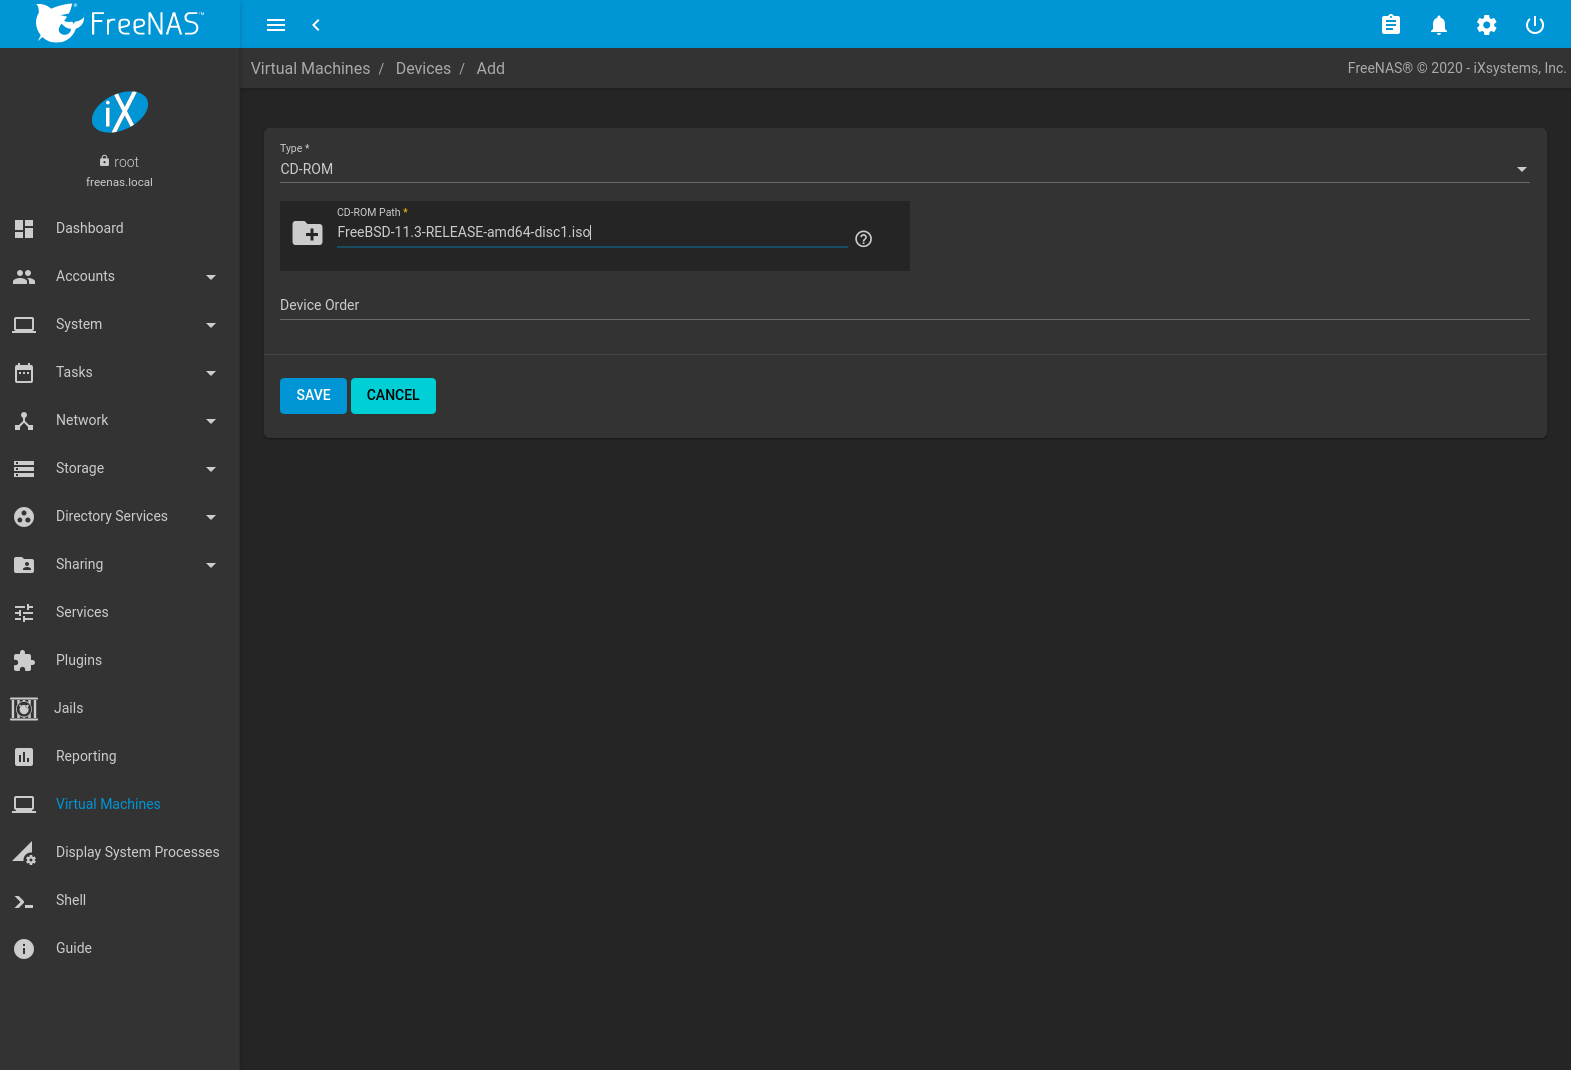 FreeNAS™
Virtual Machines / Devices / Add
FreeNAS® © 2020 - iXsystems, Inc.
iX
root
freenas.local
Dashboard
Accounts
System
Tasks
Network
Storage
Directory Services
Sharing
Services
Plugins
Jails
Reporting
Virtual Machines
Display System Processes
Shell
Guide
Type *
CD-ROM
CD-ROM Path *
FreeBSD-11.3-RELEASE-amd64-disc1.iso
Device Order
SAVE CANCEL